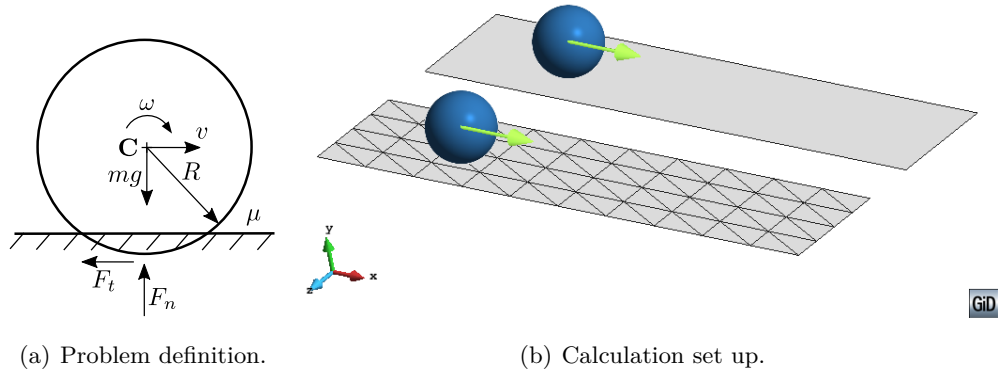 ω
v
C
mg
R
μ
F_t
F_n
y
x
z
GiD
(a) Problem definition.
(b) Calculation set up.